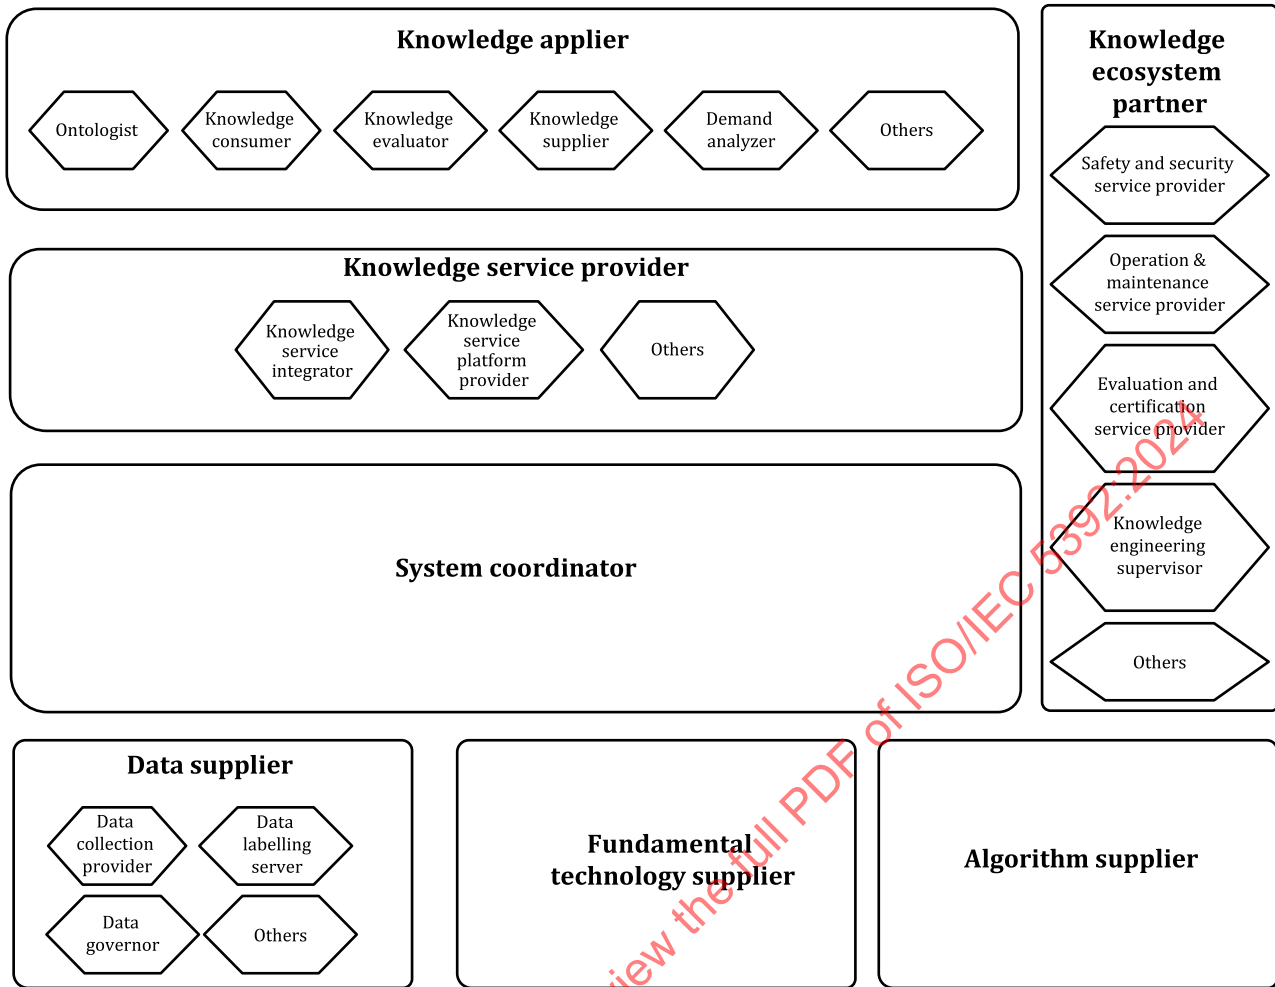 Knowledge applier
Ontologist
Knowledge
consumer
Knowledge
evaluator
Knowledge
supplier
Demand
analyzer
Others
Knowledge service provider
Knowledge
service
integrator
Knowledge
service
platform
provider
Others
System coordinator
Knowledge
ecosystem
partner
Safety and security
service provider
Operation &
maintenance
service provider
Evaluation and
certification
service provider
Knowledge
engineering
supervisor
Others
Data supplier
Data
collection
provider
Data
labelling
server
Data
governor
Others
Fundamental
technology supplier
Algorithm supplier
view the full PDF of ISO/IEC 5392:2024